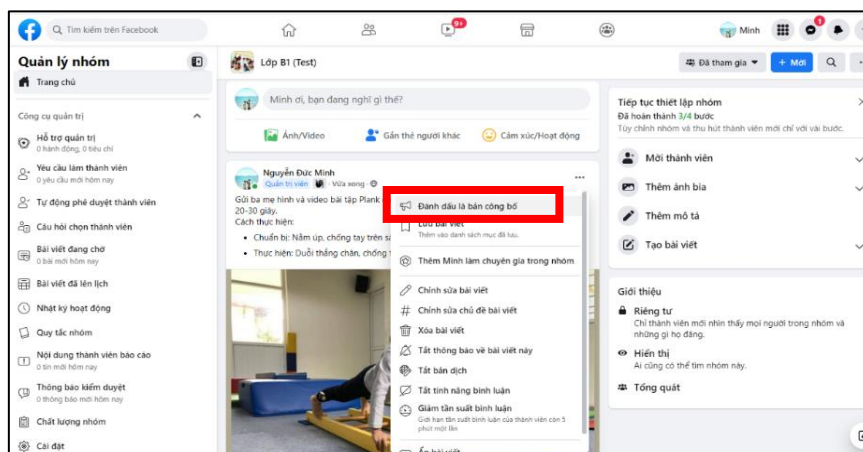 Tìm kiếm trên Facebook
9+
Minh
1
Quản lý nhóm
Trang chủ
Công cụ quản trị
Hỗ trợ quản trị
0 hành động, 0 tiêu chí
Yêu cầu làm thành viên
0 yêu cầu mới hôm nay
Tự động phê duyệt thành viên
Câu hỏi chọn thành viên
Bài viết đang chờ
0 bài mới hôm nay
Bài viết đã lên lịch
Nhật ký hoạt động
Quy tắc nhóm
Nội dung thành viên báo cáo
0 tin mới hôm nay
Thông báo kiểm duyệt
0 thông báo mới hôm nay
Chất lượng nhóm
Cài đặt
Lớp B1 (Test)
Đã tham gia
+ Mời
Minh ơi, bạn đang nghĩ gì thế?
Ảnh/Video
Gắn thẻ người khác
Cảm xúc/Hoạt động
Nguyễn Đức Minh
Quản trị viên · Vừa xong
Gửi ba mẹ hình và video bài tập Plank
20-30 giây.
Cách thực hiện:
• Chuẩn bị: Nằm úp, chống tay trên
• Thực hiện: Duỗi thẳng chân, chống
Đánh dấu là bản công bố
Lưu bài viết
Thêm vào danh sách mục đã lưu.
Thêm Minh làm chuyên gia trong nhóm
Chỉnh sửa bài viết
Chỉnh sửa chủ đề bài viết
Xóa bài viết
Tắt thông báo về bài viết này
Tắt bản dịch
Tắt tính năng bình luận
Giảm tần suất bình luận
Giới hạn tần suất bình luận của thành viên còn 5
phút một lần
Ẩn bài viết
Tiếp tục thiết lập nhóm
Đã hoàn thành 3/4 bước
Tùy chỉnh nhóm và thu hút thành viên mới chỉ với vài bước.
Mời thành viên
Thêm ảnh bìa
Thêm mô tả
Tạo bài viết
Giới thiệu
Riêng tư
Chỉ thành viên mới nhìn thấy mọi người trong nhóm và
những gì họ đăng.
Hiển thị
Ai cũng có thể tìm nhóm này.
Tổng quát